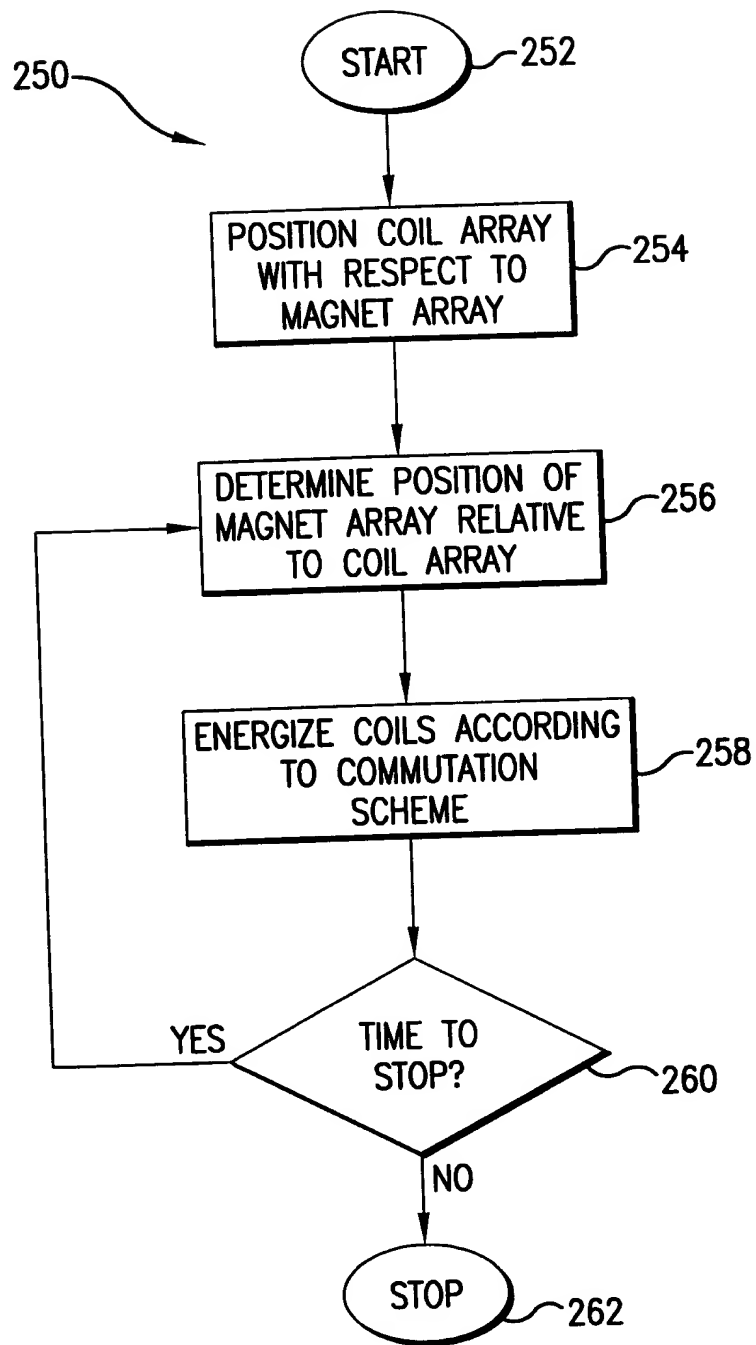 START
252
250
POSITION COIL ARRAY
WITH RESPECT TO
MAGNET ARRAY
254
DETERMINE POSITION OF
MAGNET ARRAY RELATIVE
TO COIL ARRAY
256
ENERGIZE COILS ACCORDING
TO COMMUTATION
SCHEME
258
YES
TIME TO
STOP?
260
NO
STOP
262